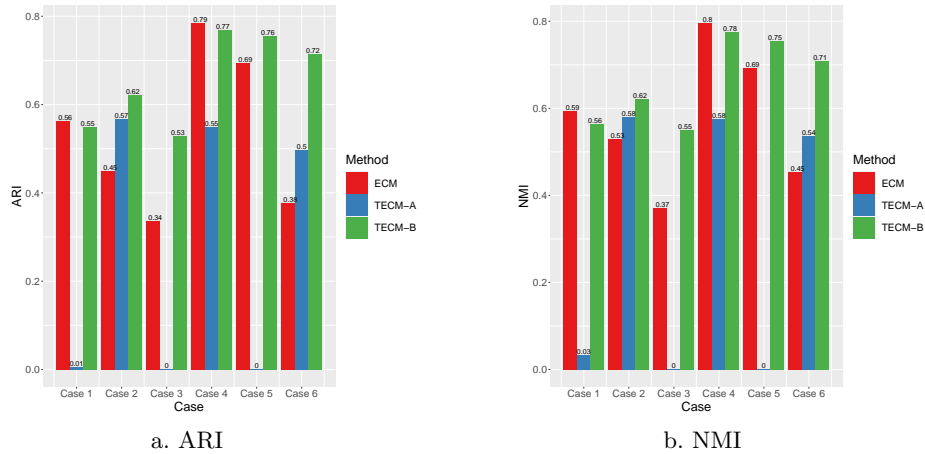 0.8
0.6
0.4
0.2
0.0
ARI
0.56
0.01
0.55
0.45
0.57
0.62
0.34
0
0.53
0.79
0.55
0.77
0.69
0
0.76
0.38
0.5
0.72
Case 1 Case 2 Case 3 Case 4 Case 5 Case 6
Case
Method
ECM
TECM−A
TECM−B
a. ARI
0.8
0.6
0.4
0.2
0.0
NMI
0.59
0.03
0.56
0.53
0.58
0.62
0.37
0
0.55
0.8
0.58
0.78
0.69
0
0.75
0.45
0.54
0.71
Case 1 Case 2 Case 3 Case 4 Case 5 Case 6
Case
Method
ECM
TECM−A
TECM−B
b. NMI